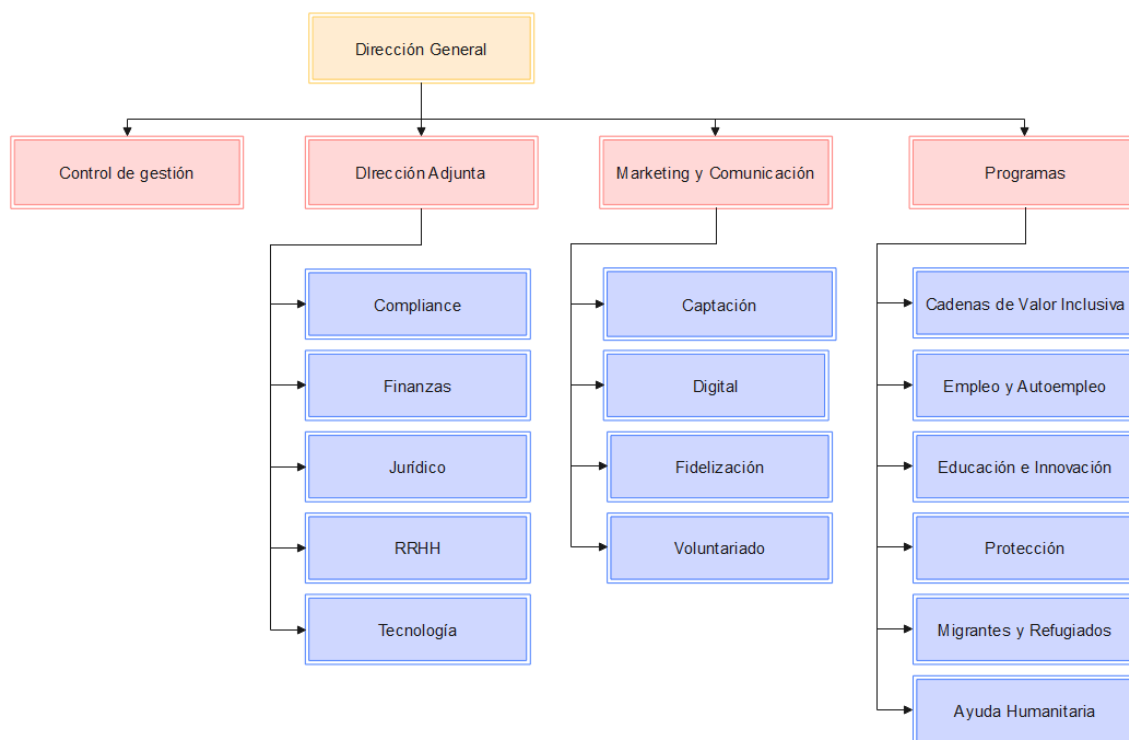 Dirección General
Control de gestión
DIrección Adjunta
Marketing y Comunicación
Programas
Compliance
Captación
Cadenas de Valor Inclusiva
Finanzas
Digital
Empleo y Autoempleo
Jurídico
Fidelización
Educación e Innovación
RRHH
Voluntariado
Protección
Tecnología
Migrantes y Refugiados
Ayuda Humanitaria